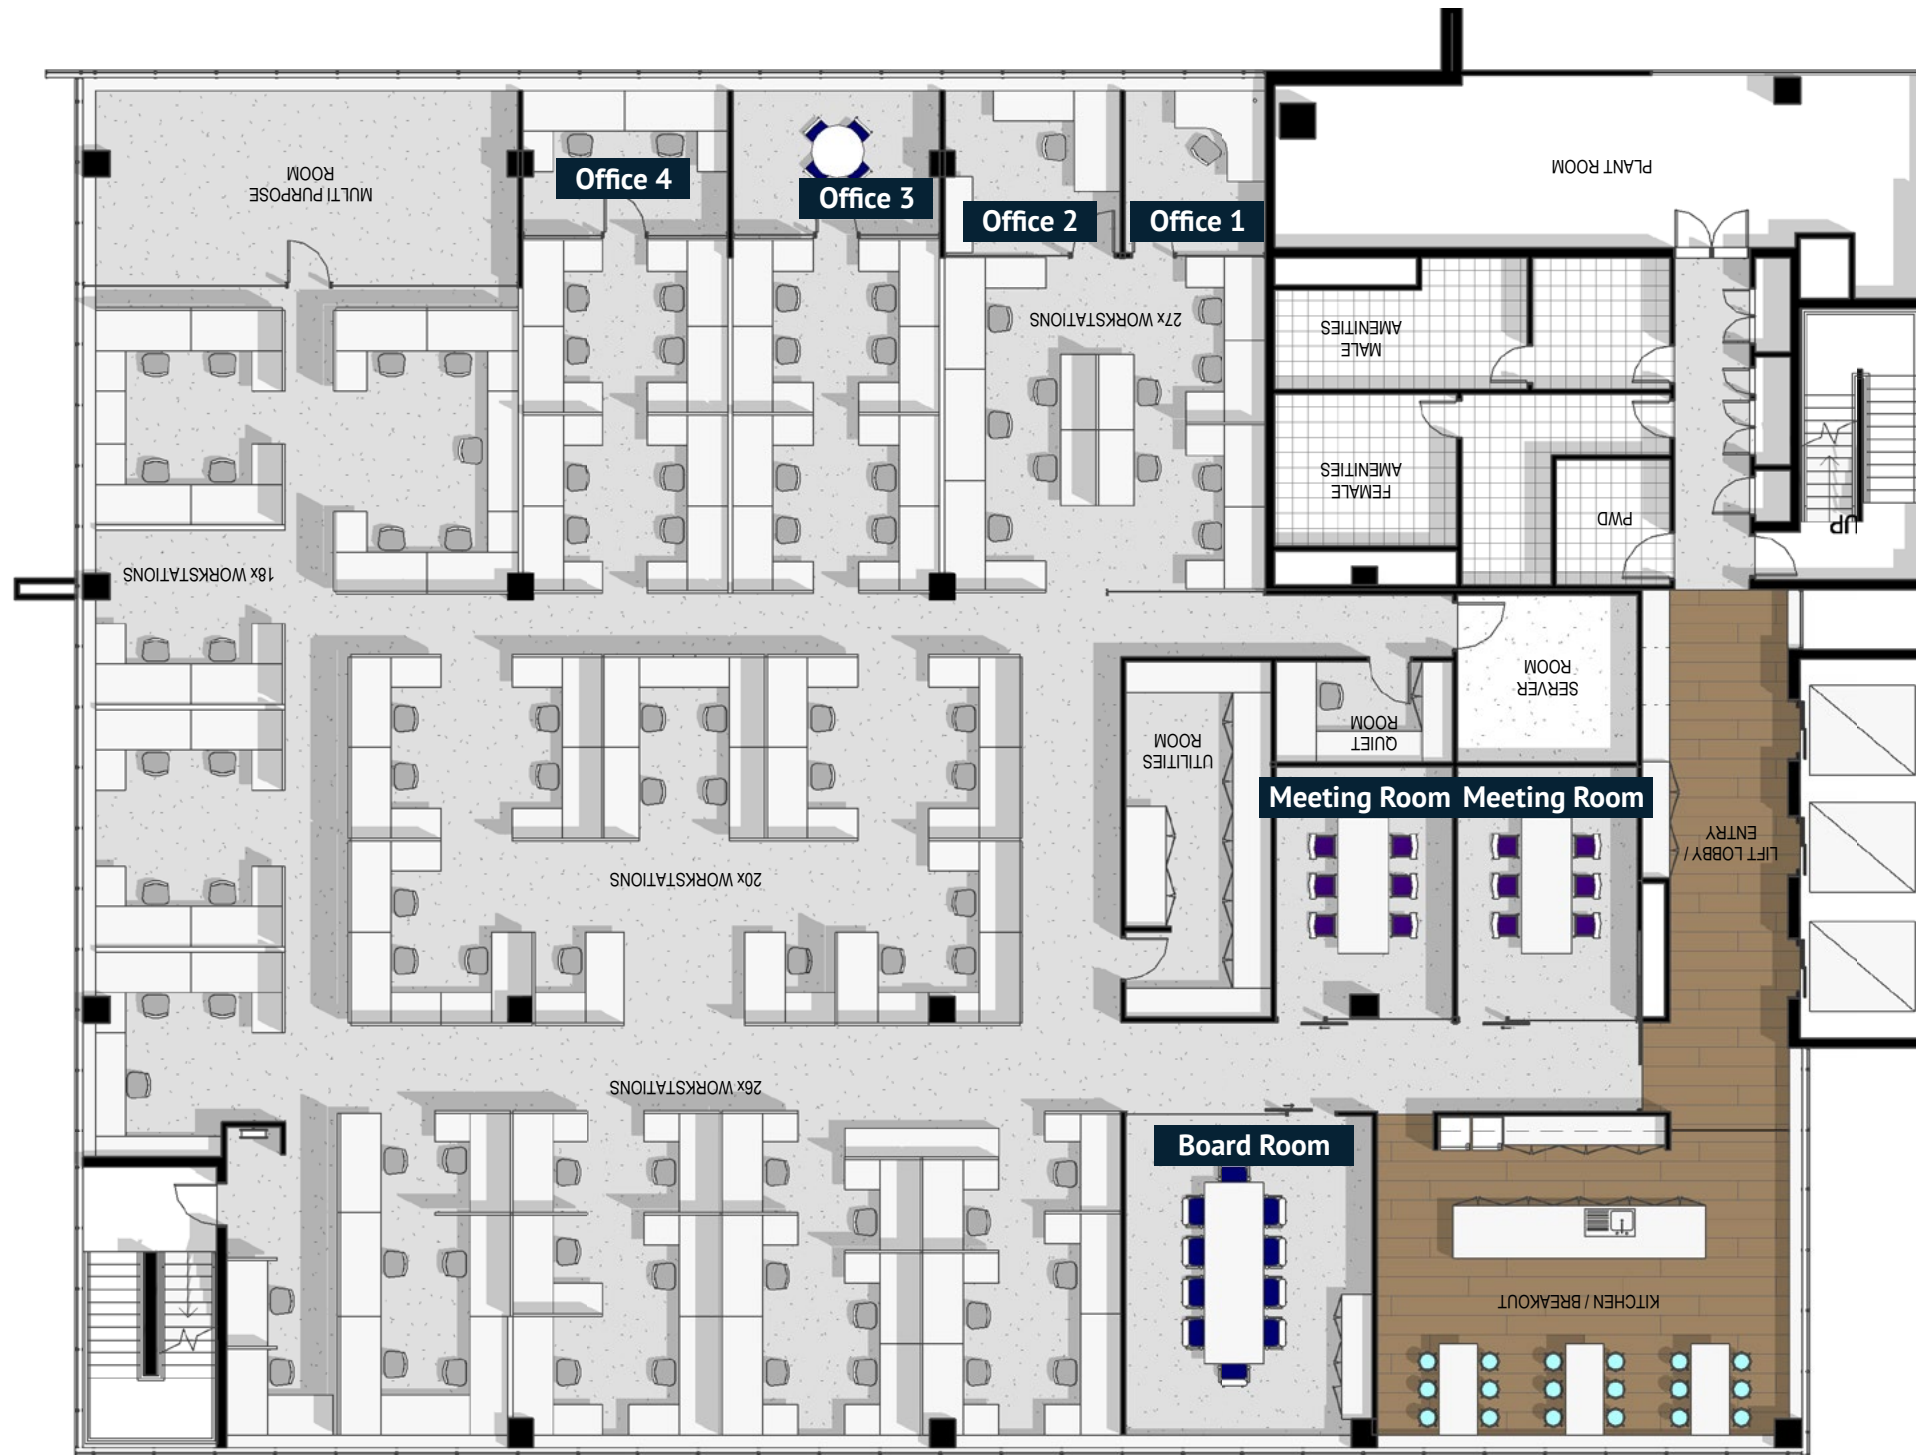 PLANT ROOM
MULTI PURPOSE
ROOM
Office 4
Office 3
Office 2
Office 1
27x WORKSTATIONS
MALE
AMENITIES
FEMALE
AMENITIES
PWD
UP
18x WORKSTATIONS
SERVER
ROOM
QUIET
ROOM
UTILITIES
ROOM
Meeting Room
Meeting Room
LIFT LOBBY /
ENTRY
20x WORKSTATIONS
26x WORKSTATIONS
Board Room
KITCHEN / BREAKOUT